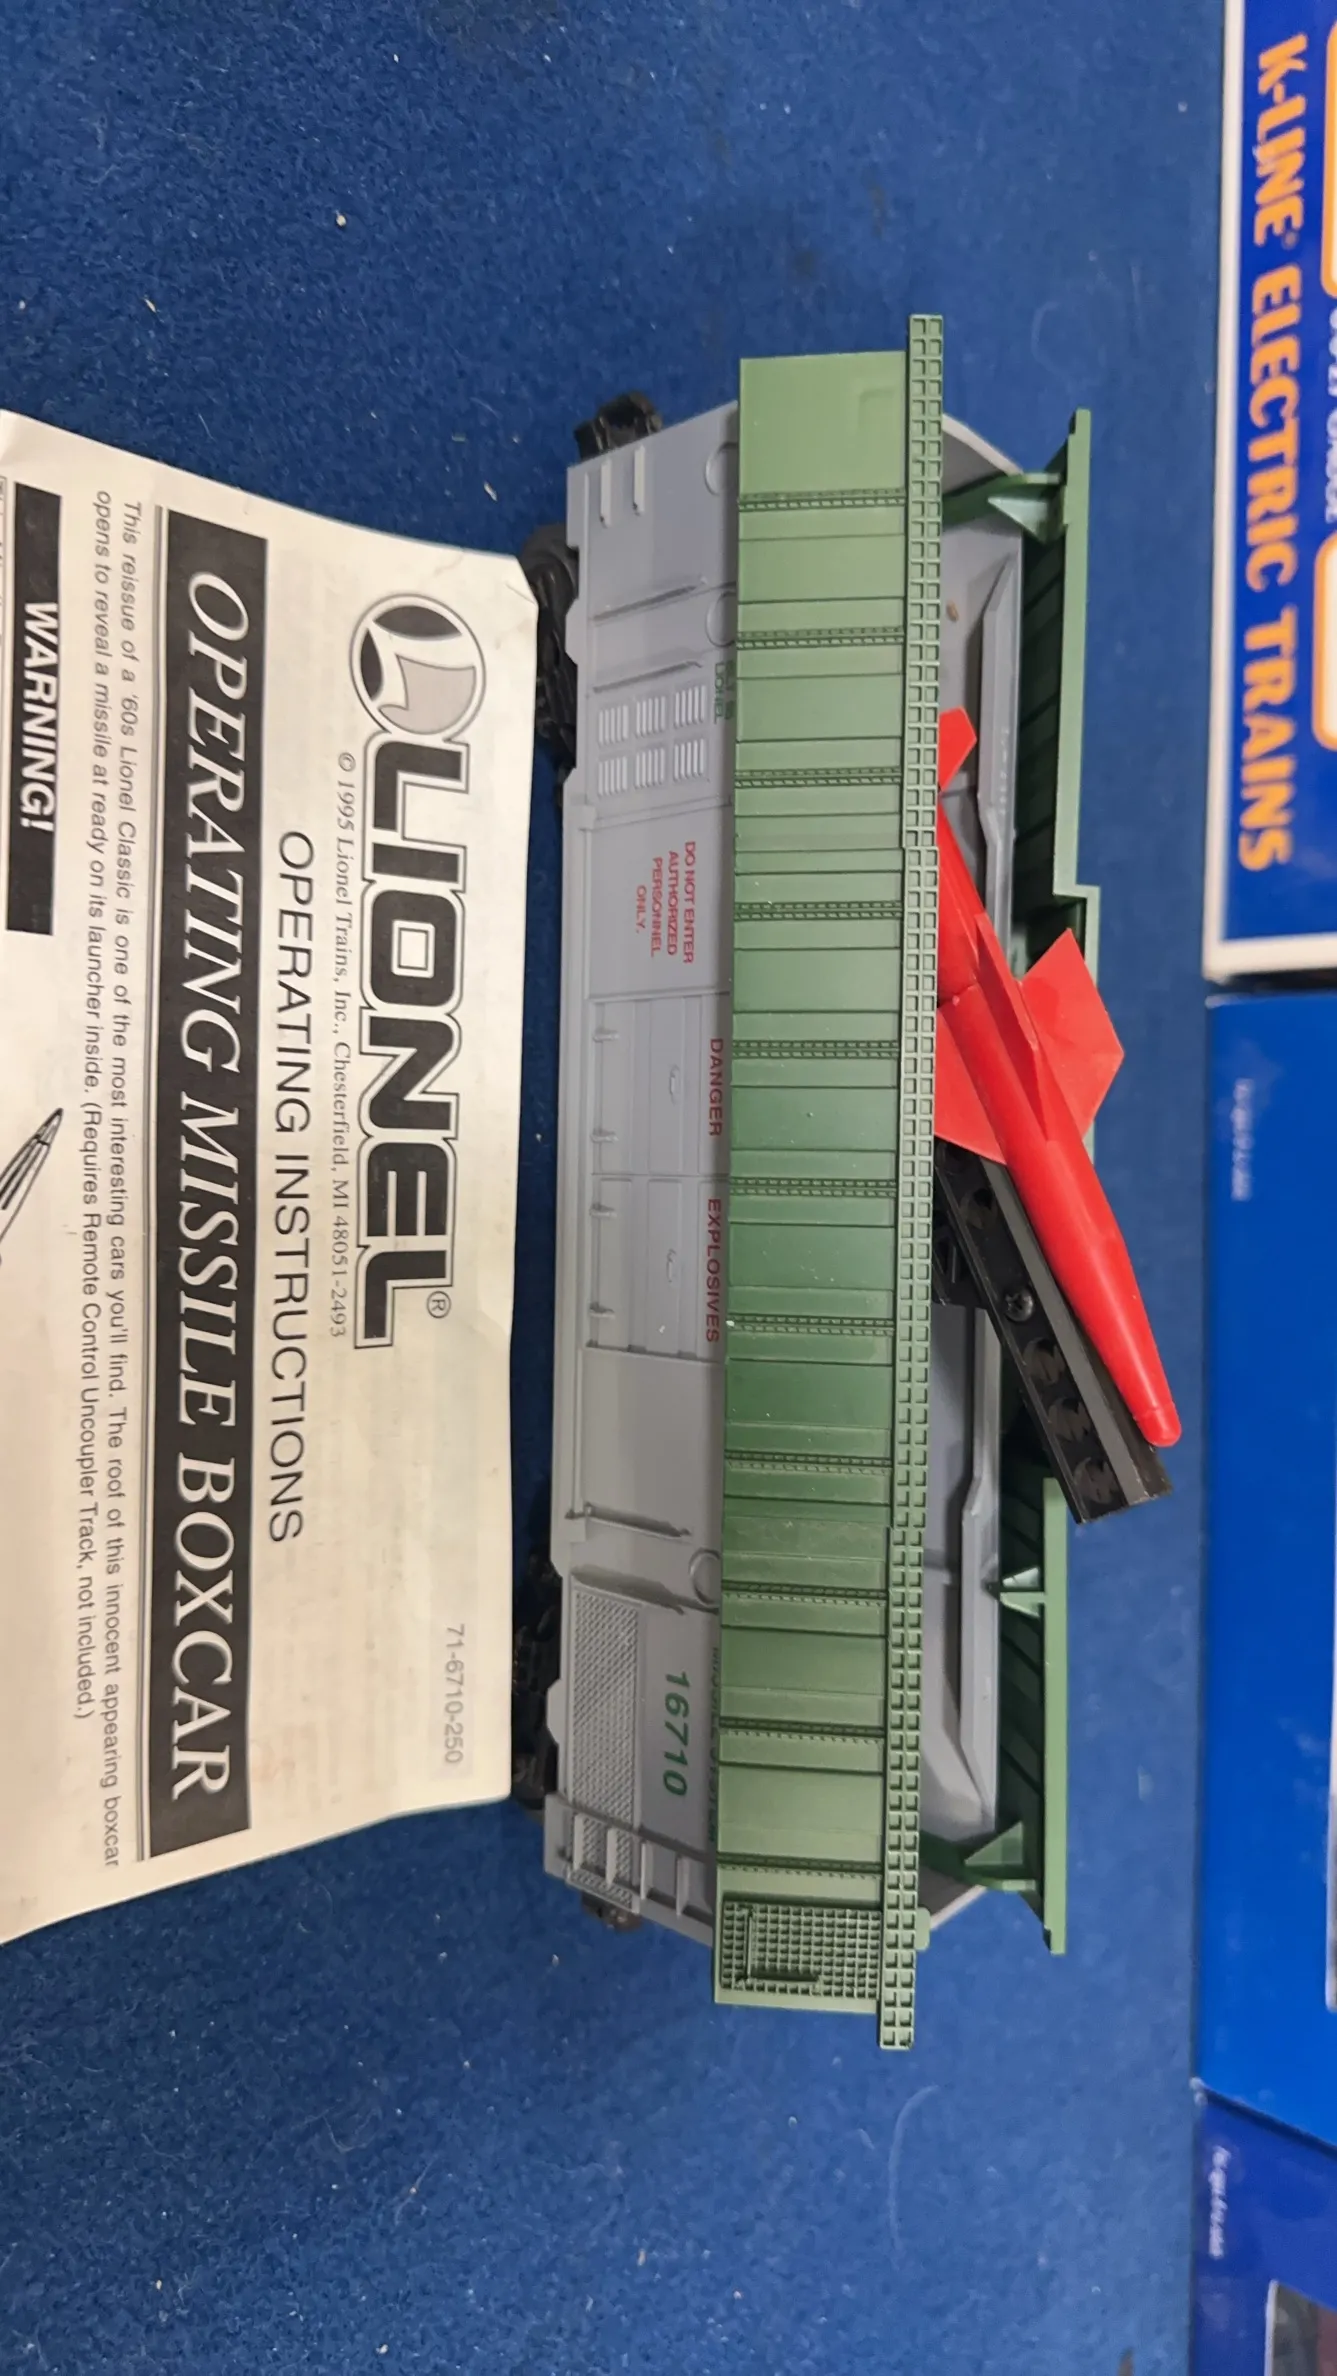 71-6710-250
LIONEL®
© 1995 Lionel Trains, Inc., Chesterfield, MI 48051-2493
OPERATING INSTRUCTIONS
OPERATING MISSILE BOXCAR
This reissue of a '60s Lionel Classic is one of the most interesting cars you'll find. The roof of this innocent appearing boxcar
opens to reveal a missile at ready on its launcher inside. (Requires Remote Control Uncoupler Track, not included.)
WARNING!
LIONEL
DO NOT ENTER
AUTHORIZED
PERSONNEL
ONLY.
DANGER EXPLOSIVES
16710
K-LINE® ELECTRIC TRAINS